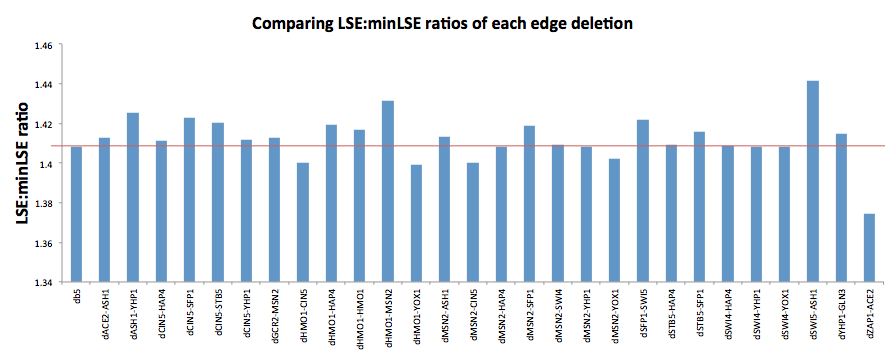 Comparing LSE:minLSE ratios of each edge deletion
LSE:minLSE ratio
1.46
1.44
1.42
1.4
1.38
1.36
1.34
db5
dACE2-ASH1
dASH1-YHP1
dCIN5-HAP4
dCIN5-SFP1
dCIN5-STB5
dCIN5-YHP1
dGCR2-MSN2
dHMO1-CIN5
dHMO1-HAP4
dHMO1-HMO1
dHMO1-MSN2
dHMO1-YOX1
dMSN2-ASH1
dMSN2-CIN5
dMSN2-HAP4
dMSN2-SFP1
dMSN2-SWI4
dMSN2-YHP1
dMSN2-YOX1
dSFP1-SWI5
dSTB5-HAP4
dSTB5-SFP1
dSWI4-HAP4
dSWI4-YHP1
dSWI4-YOX1
dSWI5-ASH1
dYHP1-GLN3
dZAP1-ACE2